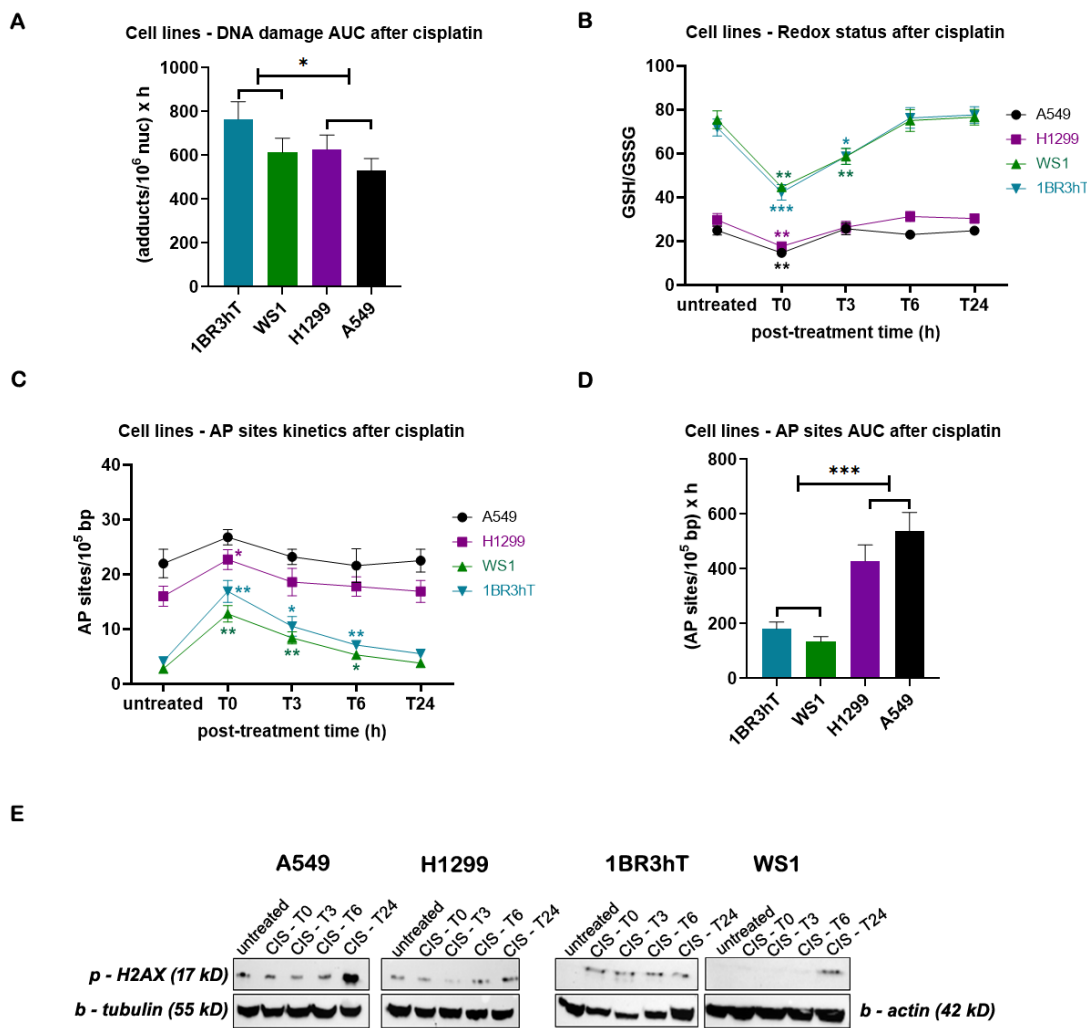 A
Cell lines - DNA damage AUC after cisplatin
(adducts/10⁶ nuc) x h
1000
800
600
400
200
0
*
1BR3hT
WS1
H1299
A549
B
Cell lines - Redox status after cisplatin
GSH/GSSG
100
80
60
40
20
0
**
***
*
**
**
**
untreated
T0
T3
T6
T24
post-treatment time (h)
A549
H1299
WS1
1BR3hT
C
Cell lines - AP sites kinetics after cisplatin
AP sites/10⁵ bp
40
30
20
10
0
*
**
**
*
**
**
*
untreated
T0
T3
T6
T24
post-treatment time (h)
A549
H1299
WS1
1BR3hT
D
Cell lines - AP sites AUC after cisplatin
(AP sites/10⁵ bp) x h
800
600
400
200
0
***
1BR3hT
WS1
H1299
A549
E
A549
H1299
1BR3hT
WS1
untreated
CIS - T0
CIS - T3
CIS - T6
CIS - T24
untreated
CIS - T0
CIS - T3
CIS - T6
CIS - T24
untreated
CIS - T0
CIS - T3
CIS - T6
CIS - T24
untreated
CIS - T0
CIS - T3
CIS - T6
CIS - T24
p - H2AX (17 kD)
b - tubulin (55 kD)
b - actin (42 kD)